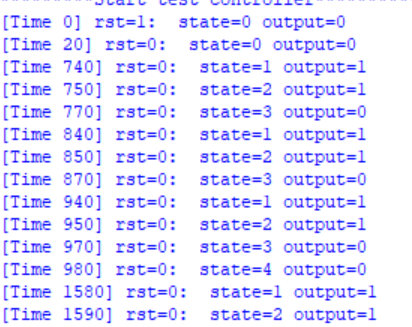 **********Start test controller**********
[Time 0] rst=1:  state=0 output=0
[Time 20] rst=0:  state=0 output=0
[Time 740] rst=0:  state=1 output=1
[Time 750] rst=0:  state=2 output=1
[Time 770] rst=0:  state=3 output=0
[Time 840] rst=0:  state=1 output=1
[Time 850] rst=0:  state=2 output=1
[Time 870] rst=0:  state=3 output=0
[Time 940] rst=0:  state=1 output=1
[Time 950] rst=0:  state=2 output=1
[Time 970] rst=0:  state=3 output=0
[Time 980] rst=0:  state=4 output=0
[Time 1580] rst=0:  state=1 output=1
[Time 1590] rst=0:  state=2 output=1